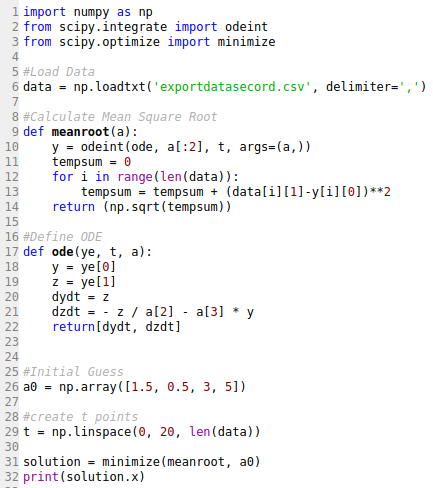 1 import numpy as np
2 from scipy.integrate import odeint
3 from scipy.optimize import minimize
4
5 #Load Data
6 data = np.loadtxt('exportdatasecord.csv', delimiter=',')
7
8 #Calculate Mean Square Root
9 def meanroot(a):
10     y = odeint(ode, a[:2], t, args=(a,))
11     tempsum = 0
12     for i in range(len(data)):
13         tempsum = tempsum + (data[i][1]-y[i][0])**2
14     return (np.sqrt(tempsum))
15
16 #Define ODE
17 def ode(ye, t, a):
18     y = ye[0]
19     z = ye[1]
20     dydt = z
21     dzdt = - z / a[2] - a[3] * y
22     return[dydt, dzdt]
23
24
25 #Initial Guess
26 a0 = np.array([1.5, 0.5, 3, 5])
27
28 #create t points
29 t = np.linspace(0, 20, len(data))
30
31 solution = minimize(meanroot, a0)
32 print(solution.x)